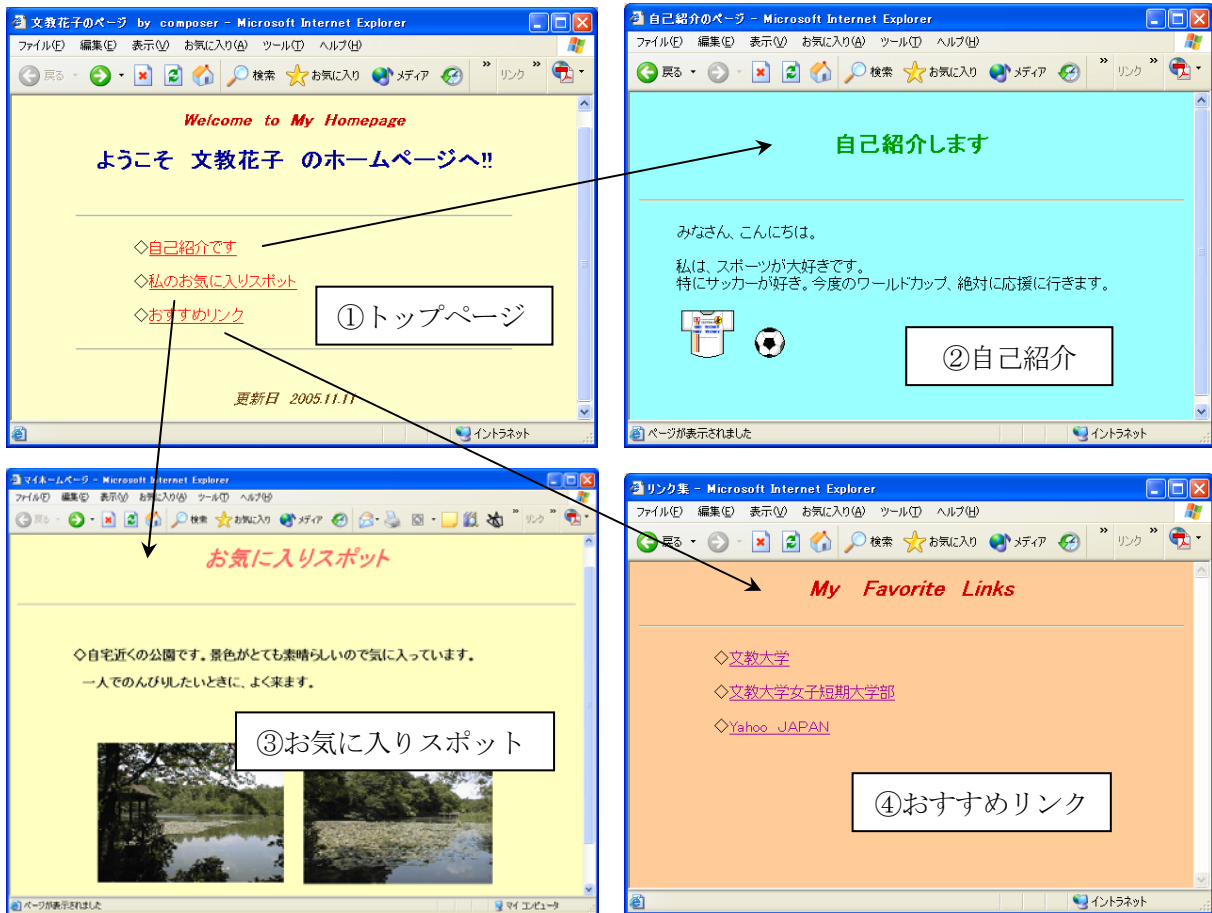 文教花子のページ by composer - Microsoft Internet Explorer
ファイル(F) 編集(E) 表示(V) お気に入り(A) ツール(T) ヘルプ(H)
戻る 検索 お気に入り メディア » リンク »
Welcome to My Homepage
ようこそ 文教花子 のホームページへ!!
◇自己紹介です
◇私のお気に入りスポット
◇おすすめリンク
①トップページ
更新日 2005.11.11
イントラネット
自己紹介のページ - Microsoft Internet Explorer
ファイル(F) 編集(E) 表示(V) お気に入り(A) ツール(T) ヘルプ(H)
戻る 検索 お気に入り メディア » リンク »
自己紹介します
みなさん、こんにちは。
私は、スポーツが大好きです。
特にサッカーが好き。今度のワールドカップ、絶対に応援に行きます。
②自己紹介
ページが表示されました イントラネット
マイホームページ - Microsoft Internet Explorer
ファイル(F) 編集(E) 表示(V) お気に入り(A) ツール(T) ヘルプ(H)
戻る 検索 お気に入り メディア » リンク »
お気に入りスポット
◇自宅近くの公園です。景色がとても素晴らしいので気に入っています。
一人でのんびりしたいときに、よく来ます。
③お気に入りスポット
ページが表示されました マイ コンピュータ
リンク集 - Microsoft Internet Explorer
ファイル(F) 編集(E) 表示(V) お気に入り(A) ツール(T) ヘルプ(H)
戻る 検索 お気に入り メディア » リンク »
My Favorite Links
◇文教大学
◇文教大学女子短期大学部
◇Yahoo JAPAN
④おすすめリンク
イントラネット